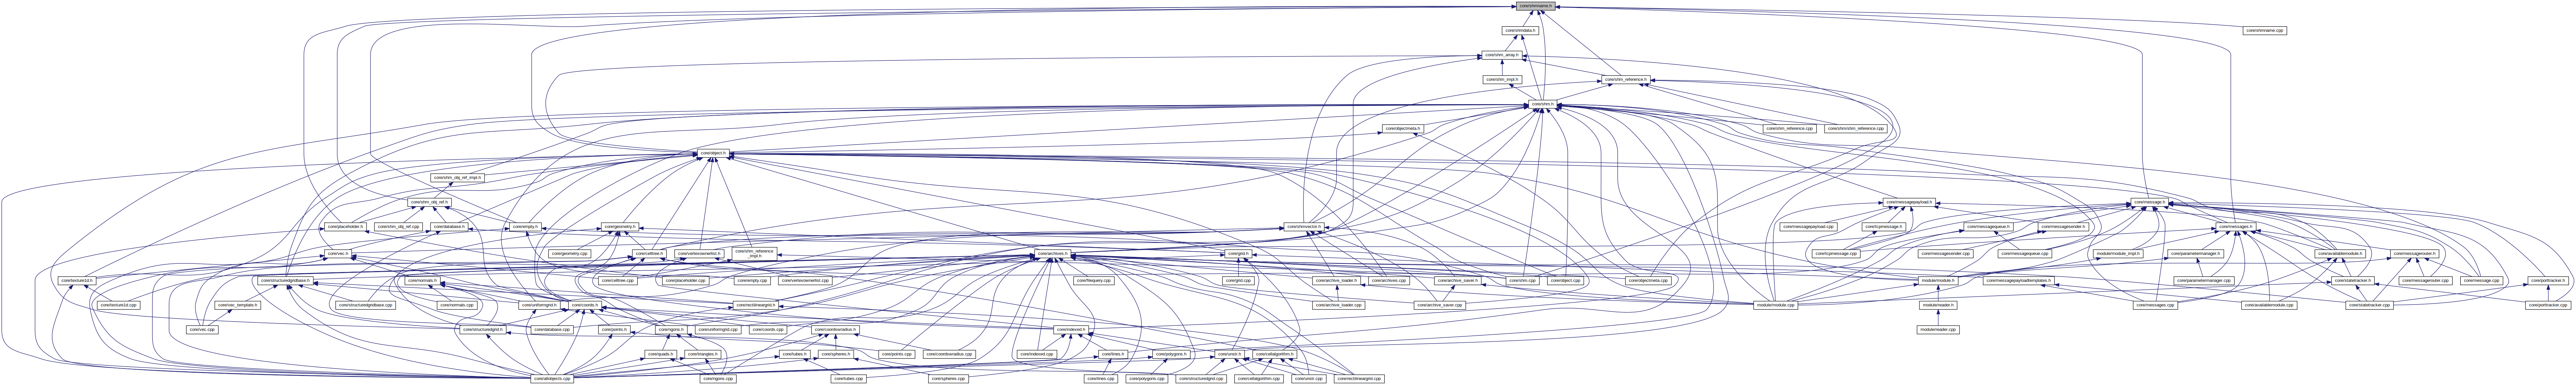 core/shmname.h
core/shmdata.h
core/shmname.cpp
core/shm_array.h
core/shm_impl.h
core/shm_reference.h
core/shm.h
core/objectmeta.h
core/shm_reference.cpp
core/shm/shm_reference.cpp
core/object.h
core/shm_obj_ref_impl.h
core/shm_obj_ref.h
core/messagepayload.h
core/message.h
core/placeholder.h
core/shm_obj_ref.cpp
core/database.h
core/empty.h
core/geometry.h
core/shmvector.h
core/messagepayload.cpp
core/tcpmessage.h
core/messagequeue.h
core/messagesender.h
core/messages.h
core/vec.h
core/geometry.cpp
core/celltree.h
core/vertexownerlist.h
core/shm_reference
_impl.h
core/archives.h
core/grid.h
core/tcpmessage.cpp
core/messagesender.cpp
core/messagequeue.cpp
module/module_impl.h
core/parametermanager.h
core/availablemodule.h
core/messagerouter.h
core/texture1d.h
core/structuredgridbase.h
core/normals.h
core/celltree.cpp
core/placeholder.cpp
core/empty.cpp
core/vertexownerlist.cpp
core/findquery.cpp
core/grid.cpp
core/archive_loader.h
core/archives.cpp
core/archive_saver.h
core/shm.cpp
core/object.cpp
core/objectmeta.cpp
module/module.h
core/messagepayloadtemplates.h
core/parametermanager.cpp
core/statetracker.h
core/messagerouter.cpp
core/message.cpp
core/porttracker.h
core/texture1d.cpp
core/vec_template.h
core/structuredgridbase.cpp
core/normals.cpp
core/uniformgrid.h
core/coords.h
core/rectilineargrid.h
core/archive_loader.cpp
core/archive_saver.cpp
module/module.cpp
module/reader.h
core/messages.cpp
core/availablemodule.cpp
core/statetracker.cpp
core/porttracker.cpp
core/vec.cpp
core/structuredgrid.h
core/database.cpp
core/points.h
core/ngons.h
core/uniformgrid.cpp
core/coords.cpp
core/coordswradius.h
core/indexed.h
module/reader.cpp
core/quads.h
core/triangles.h
core/tubes.h
core/spheres.h
core/points.cpp
core/coordswradius.cpp
core/indexed.cpp
core/lines.h
core/polygons.h
core/unstr.h
core/cellalgorithm.h
core/allobjects.cpp
core/ngons.cpp
core/tubes.cpp
core/spheres.cpp
core/lines.cpp
core/polygons.cpp
core/structuredgrid.cpp
core/cellalgorithm.cpp
core/unstr.cpp
core/rectilineargrid.cpp